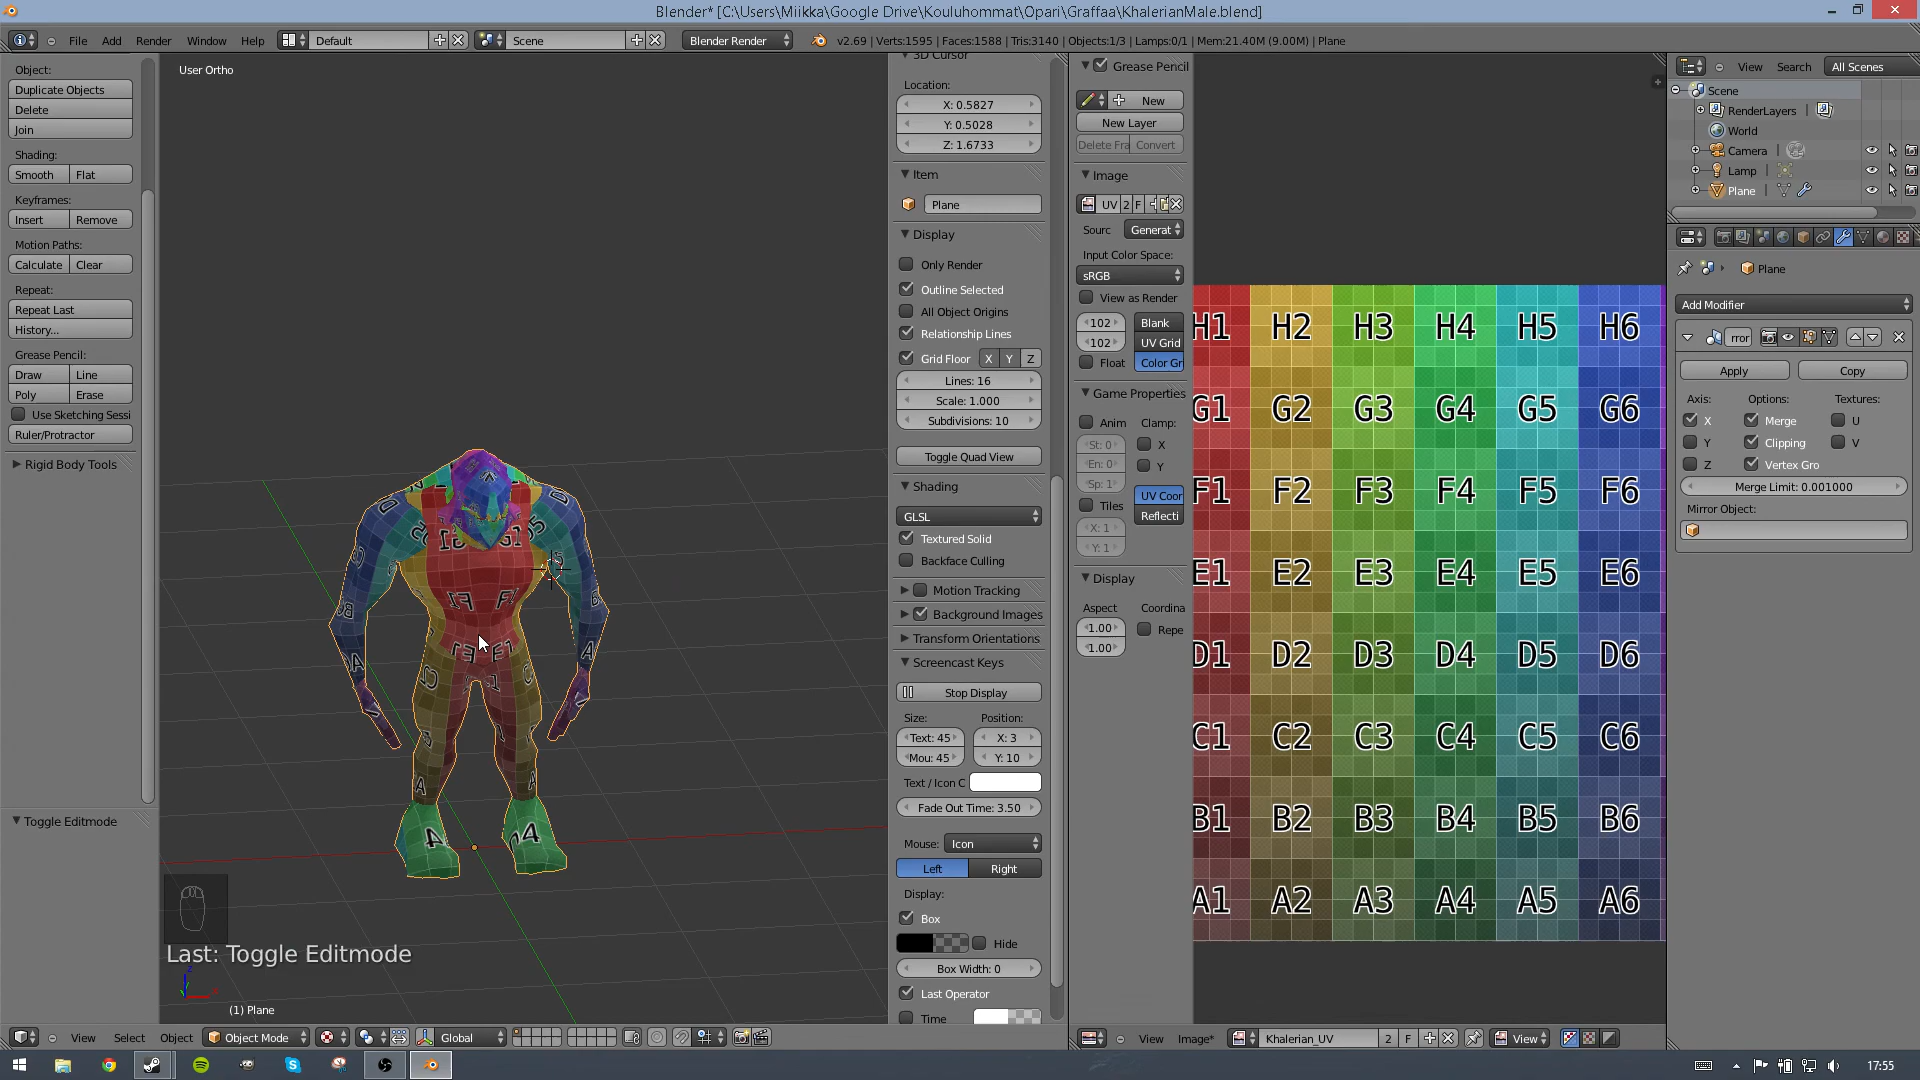 Blender* [C:\Users\Miikka\Google Drive\Kouluhommat\Opari\Graffaa\KhalerianMale.blend]
File Add Render Window Help Default Scene Blender Render v2.69 | Verts:1595 | Faces:1588 | Tris:3140 | Objects:1/3 | Lamps:0/1 | Mem:21.40M (9.00M) | Plane
Object:
Duplicate Objects
Delete
Join
Shading:
Smooth Flat
Keyframes:
Insert Remove
Motion Paths:
Calculate Clear
Repeat:
Repeat Last
History...
Grease Pencil:
Draw Line
Poly Erase
Use Sketching Sessi
Ruler/Protractor
Rigid Body Tools
Toggle Editmode
User Ortho
Last: Toggle Editmode
(1) Plane
View Select Object Object Mode Global
3D Cursor
Location:
X: 0.5827
Y: 0.5028
Z: 1.6733
Item
Plane
Display
Only Render
Outline Selected
All Object Origins
Relationship Lines
Grid Floor X Y Z
Lines: 16
Scale: 1.000
Subdivisions: 10
Toggle Quad View
Shading
GLSL
Textured Solid
Backface Culling
Motion Tracking
Background Images
Transform Orientations
Screencast Keys
Stop Display
Size: Position:
Text: 45 X: 3
Mou: 45 Y: 10
Text / Icon C
Fade Out Time: 3.50
Mouse: Icon
Left Right
Display:
Box
Hide
Box Width: 0
Last Operator
Time
Grease Pencil
New
New Layer
Delete Fra Convert
Image
UV 2 F
Sourc Generat
Input Color Space:
sRGB
View as Render
102 Blank
102 UV Grid
Float Color Gr
Game Properties
Anim Clamp:
St: 0 X
En: 0 Y
Sp: 1
Tiles UV Coor
X: 1 Reflecti
Y: 1
Display
Aspect Coordina
1.00 Repe
1.00
H1 H2 H3 H4 H5 H6
G1 G2 G3 G4 G5 G6
F1 F2 F3 F4 F5 F6
E1 E2 E3 E4 E5 E6
D1 D2 D3 D4 D5 D6
C1 C2 C3 C4 C5 C6
B1 B2 B3 B4 B5 B6
A1 A2 A3 A4 A5 A6
View Image* Khalerian_UV 2 F View
View Search All Scenes
Scene
RenderLayers
World
Camera
Lamp
Plane
Plane
Add Modifier
rror
Apply Copy
Axis: Options: Textures:
X Merge U
Y Clipping V
Z Vertex Gro
Merge Limit: 0.001000
Mirror Object:
17:55